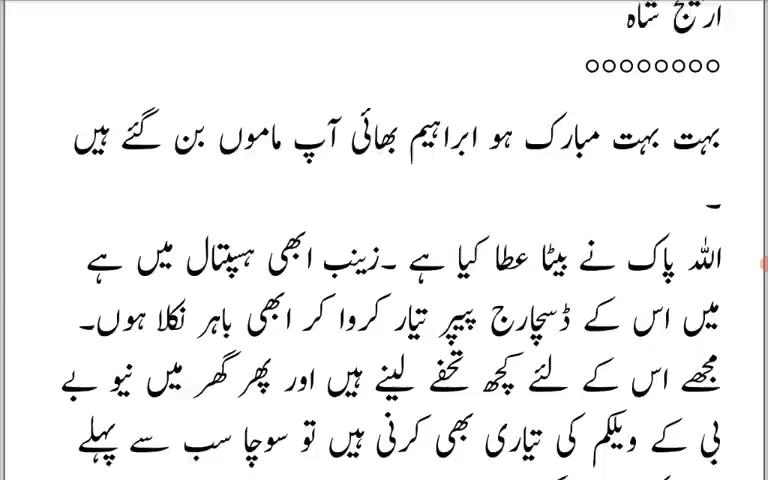 اریج شاہ
○○○○○○○○
بہت بہت مبارک ہو ابراہیم بھائی آپ ماموں بن گئے ہیں
۔
اللہ پاک نے بیٹا عطا کیا ہے ۔زینب ابھی ہسپتال میں ہے
میں اس کے ڈسچارج پیپر تیار کروا کر ابھی باہر نکلا ہوں۔
مجھے اس کے لئے کچھ تحفے لینے ہیں اور پھر گھر میں نیو بے
بی کے ویلکم کی تیاری بھی کرنی ہیں تو سوچا سب سے پہلے